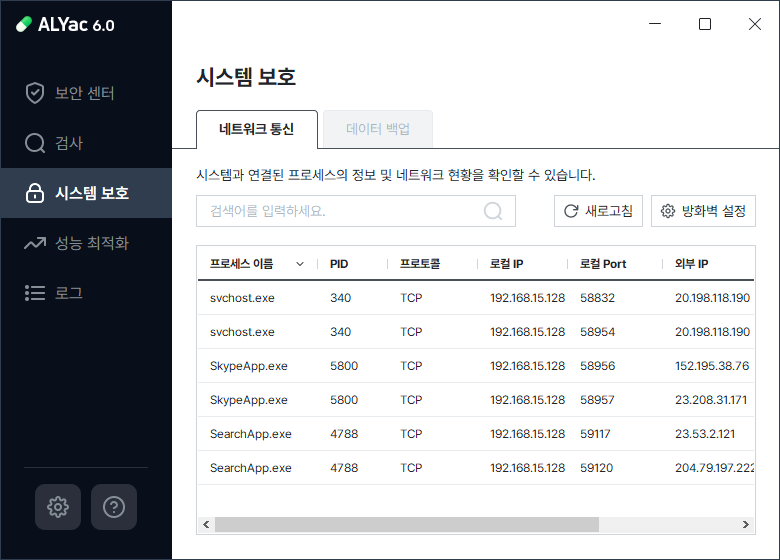 ALYac 6.0
보안 센터
검사
시스템 보호
성능 최적화
로그
시스템 보호
네트워크 통신 데이터 백업
시스템과 연결된 프로세스의 정보 및 네트워크 현황을 확인할 수 있습니다.
검색어를 입력하세요. 새로고침 방화벽 설정
프로세스 이름 PID 프로토콜 로컬 IP 로컬 Port 외부 IP
svchost.exe 340 TCP 192.168.15.128 58832 20.198.118.190
svchost.exe 340 TCP 192.168.15.128 58954 20.198.118.190
SkypeApp.exe 5800 TCP 192.168.15.128 58956 152.195.38.76
SkypeApp.exe 5800 TCP 192.168.15.128 58957 23.208.31.171
SearchApp.exe 4788 TCP 192.168.15.128 59117 23.53.2.121
SearchApp.exe 4788 TCP 192.168.15.128 59120 204.79.197.222